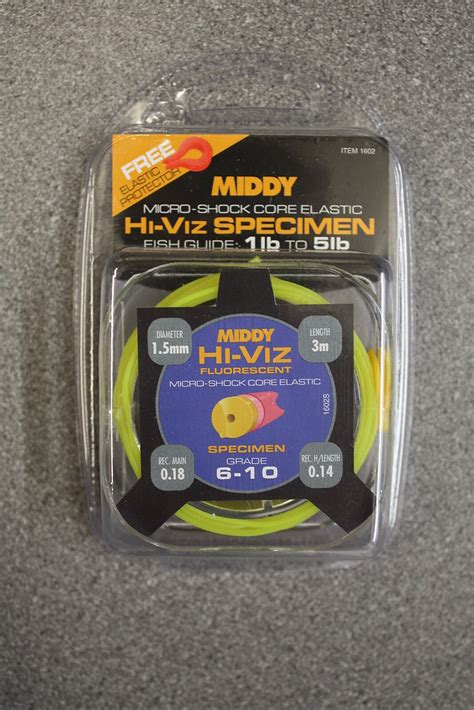 FREE
ELASTIC
PROTECTOR
ITEM 1602
MIDDY
MICRO-SHOCK CORE ELASTIC
Hi-Viz SPECIMEN
FISH GUIDE: 1lb TO 5lb
DIAMETER
1.5mm
LENGTH
3m
MIDDY
Hi-Viz
FLUORESCENT
MICRO-SHOCK CORE ELASTIC
1602S
SPECIMEN
GRADE
6-10
REC. MAIN
0.18
REC. H/LENGTH
0.14